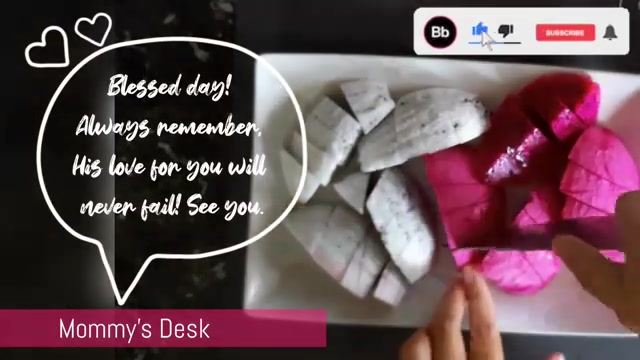 Bb
SUBSCRIBE
Blessed day!
Always remember,
His love for you will
never fail! See you.
Mommy's Desk